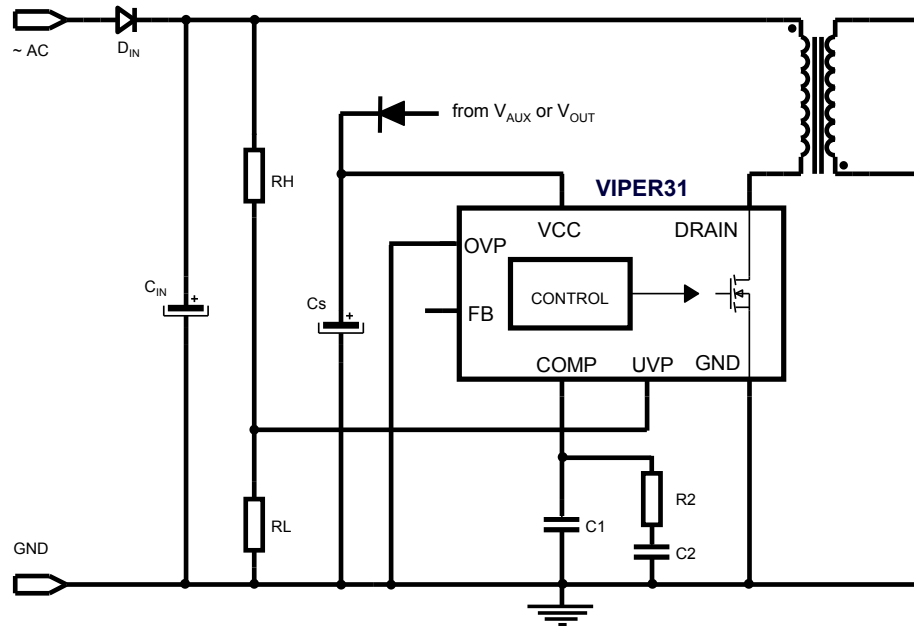 ~ AC
D_IN
from V_AUX or V_OUT
RH
VIPER31
VCC
DRAIN
OVP
C_IN
+
Cs
+
CONTROL
FB
COMP
UVP
GND
R2
RL
C1
C2
GND